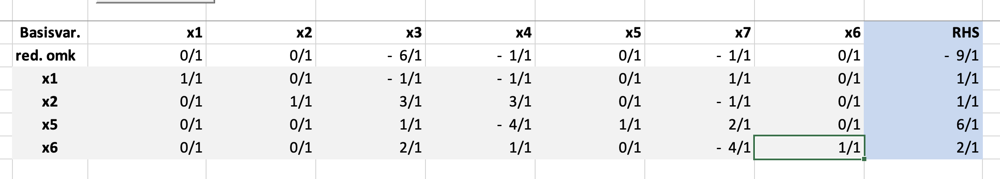 Basisvar. x1 x2 x3 x4 x5 x7 x6 RHS
red. omk 0/1 0/1 - 6/1 - 1/1 0/1 - 1/1 0/1 - 9/1
x1 1/1 0/1 - 1/1 - 1/1 0/1 1/1 0/1 1/1
x2 0/1 1/1 3/1 3/1 0/1 - 1/1 0/1 1/1
x5 0/1 0/1 1/1 - 4/1 1/1 2/1 0/1 6/1
x6 0/1 0/1 2/1 1/1 0/1 - 4/1 1/1 2/1